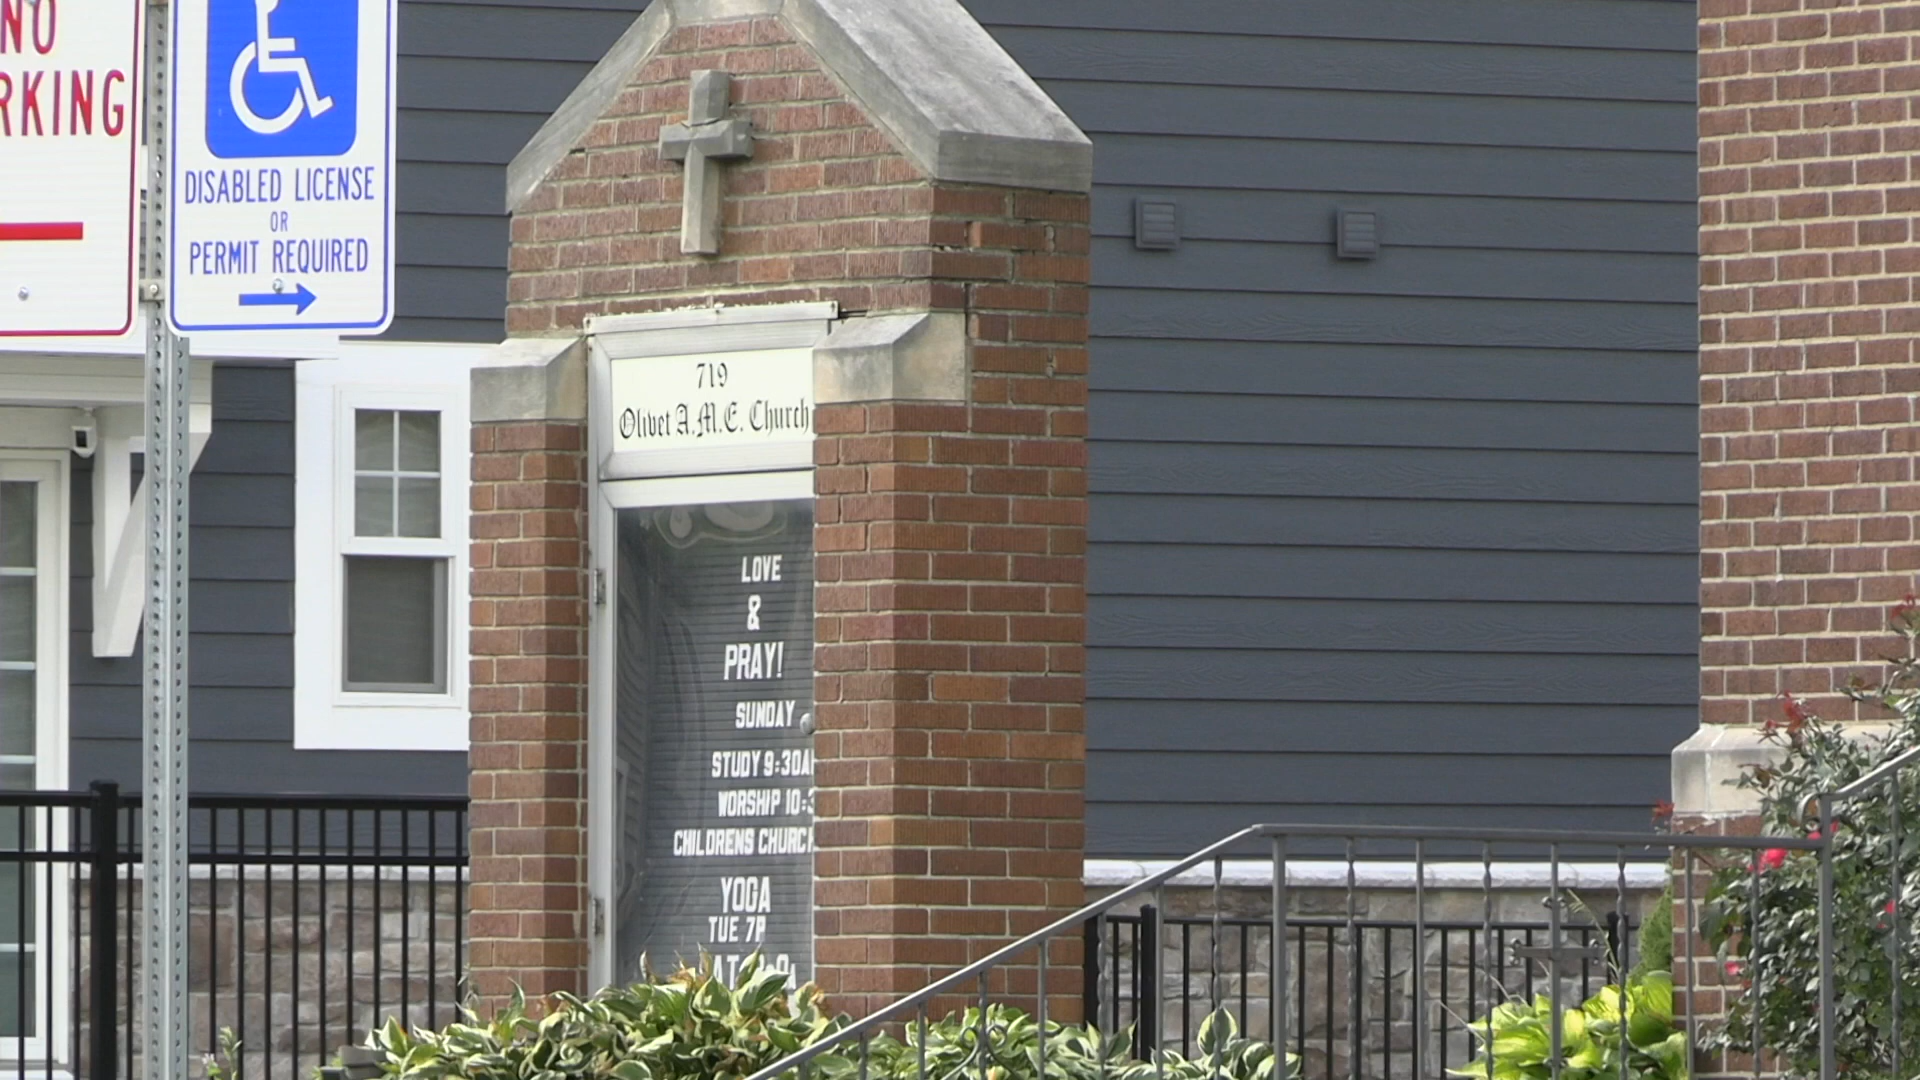 NO
RKING
DISABLED LICENSE
OR
PERMIT REQUIRED
719
Olivet A.M.E. Church
LOVE
&
PRAY!
SUNDAY
STUDY 9:30A
WORSHIP 10:3
CHILDRENS CHURCH
YOGA
TUE 7P